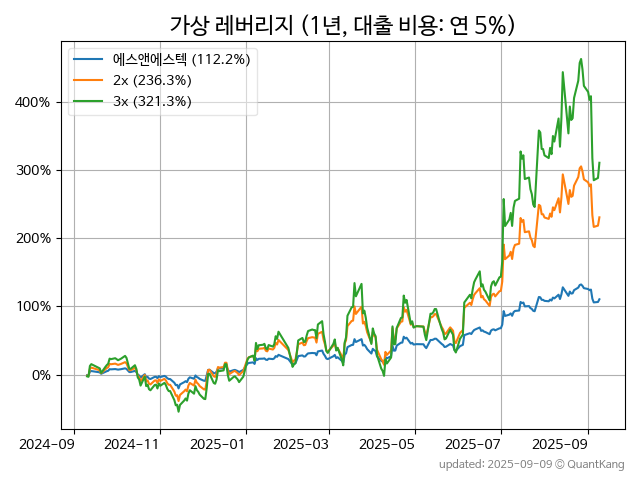 가상 레버리지 (1년, 대출 비용: 연 5%)
에스앤에스텍 (112.2%)
2x (236.3%)
3x (321.3%)
400%
300%
200%
100%
0%
2024-09
2024-11
2025-01
2025-03
2025-05
2025-07
2025-09
updated: 2025-09-09 © QuantKang